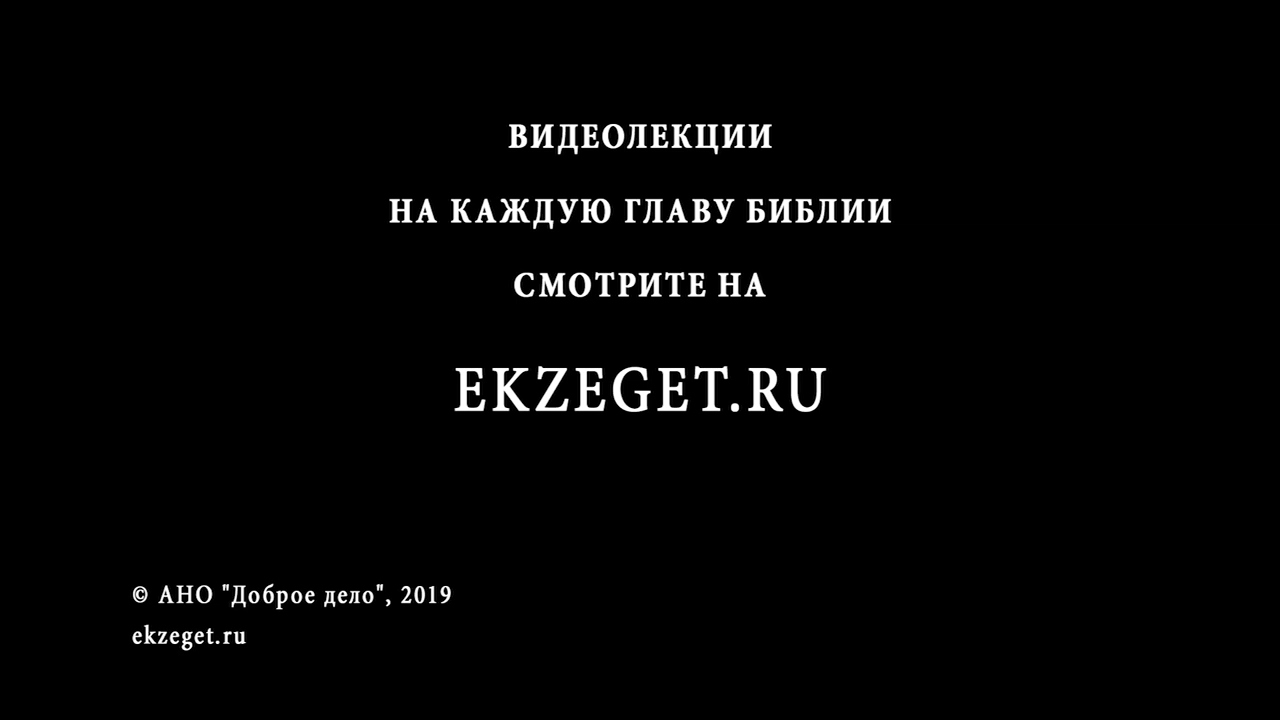 ВИДЕОЛЕКЦИИ
НА КАЖДУЮ ГЛАВУ БИБЛИИ
СМОТРИТЕ НА
EKZEGET.RU
© АНО "Доброе дело", 2019
ekzeget.ru